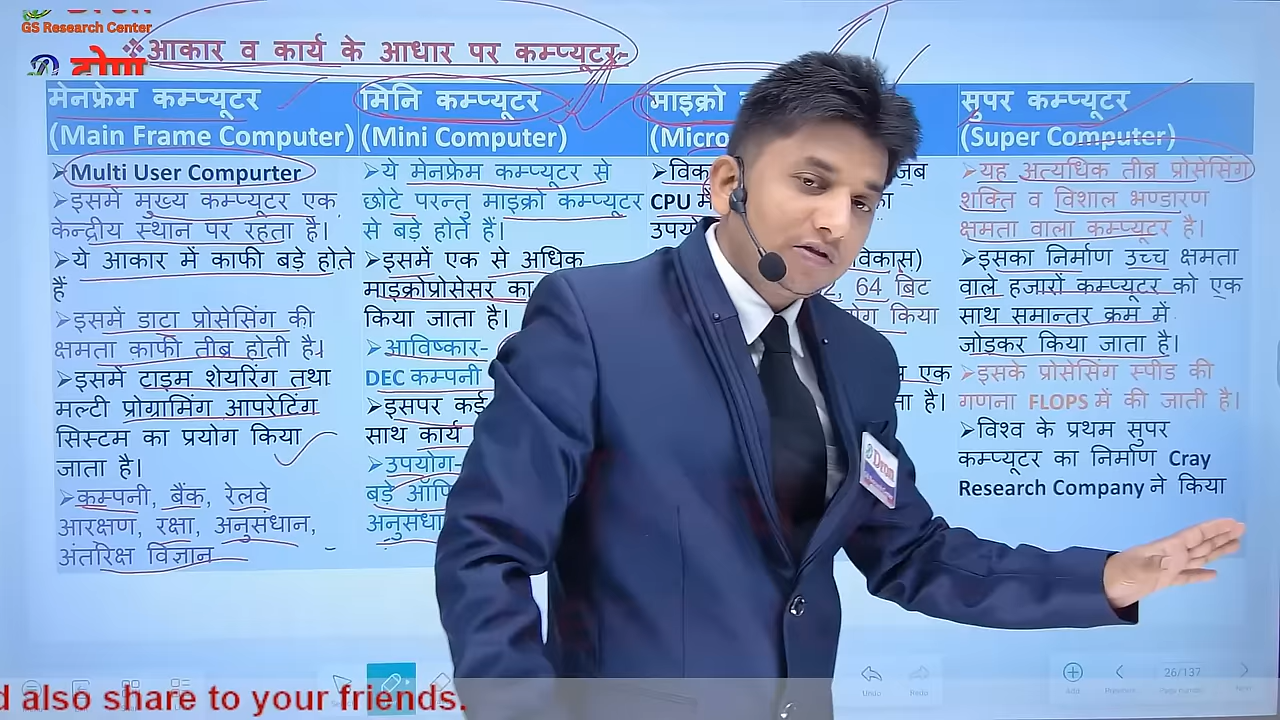 GS Research Center
❖आकार व कार्य के आधार पर कम्प्यूटर-
मेनफ्रेम कम्प्यूटर
(Main Frame Computer)
➢Multi User Compurter
➢इसमें मुख्य कम्प्यूटर एक
केन्द्रीय स्थान पर रहता है।
➢ये आकार में काफी बड़े होते
हैं
➢इसमें डाटा प्रोसेसिंग की
क्षमता काफी तीब्र होती है।
➢इसमें टाइम शेयरिंग तथा
मल्टी प्रोग्रामिंग आपरेटिंग
सिस्टम का प्रयोग किया
जाता है।
➢कम्पनी, बैंक, रेलवे
आरक्षण, रक्षा, अनुसंधान,
अंतरिक्ष विज्ञान
मिनि कम्प्यूटर
(Mini Computer)
➢ये मेनफ्रेम कम्प्यूटर से
छोटे परन्तु माइक्रो कम्प्यूटर
से बड़े होते हैं।
➢इसमें एक से अधिक
माइक्रोप्रोसेसर का
किया जाता है।
➢आविष्कार-
DEC कम्पनी
➢इसपर कई
साथ कार्य
➢उपयोग-
बड़े
माइक्रो
(Micro
CPU में
64 बिट
किया
एक
है।
सुपर कम्प्यूटर
(Super Computer)
➢यह अत्यधिक तीब्र प्रोसेसिंग
शक्ति व विशाल भण्डारण
क्षमता वाला कम्प्यूटर है।
➢इसका निर्माण उच्च क्षमता
वाले हजारों कम्प्यूटर को एक
साथ समान्तर क्रम में
जोड़कर किया जाता है।
➢इसके प्रोसेसिंग स्पीड की
गणना FLOPS में की जाती है।
➢विश्व के प्रथम सुपर
कम्प्यूटर का निर्माण Cray
Research Company ने किया
Dron
Undo
Redo
Add
26/137
also share to your friends.